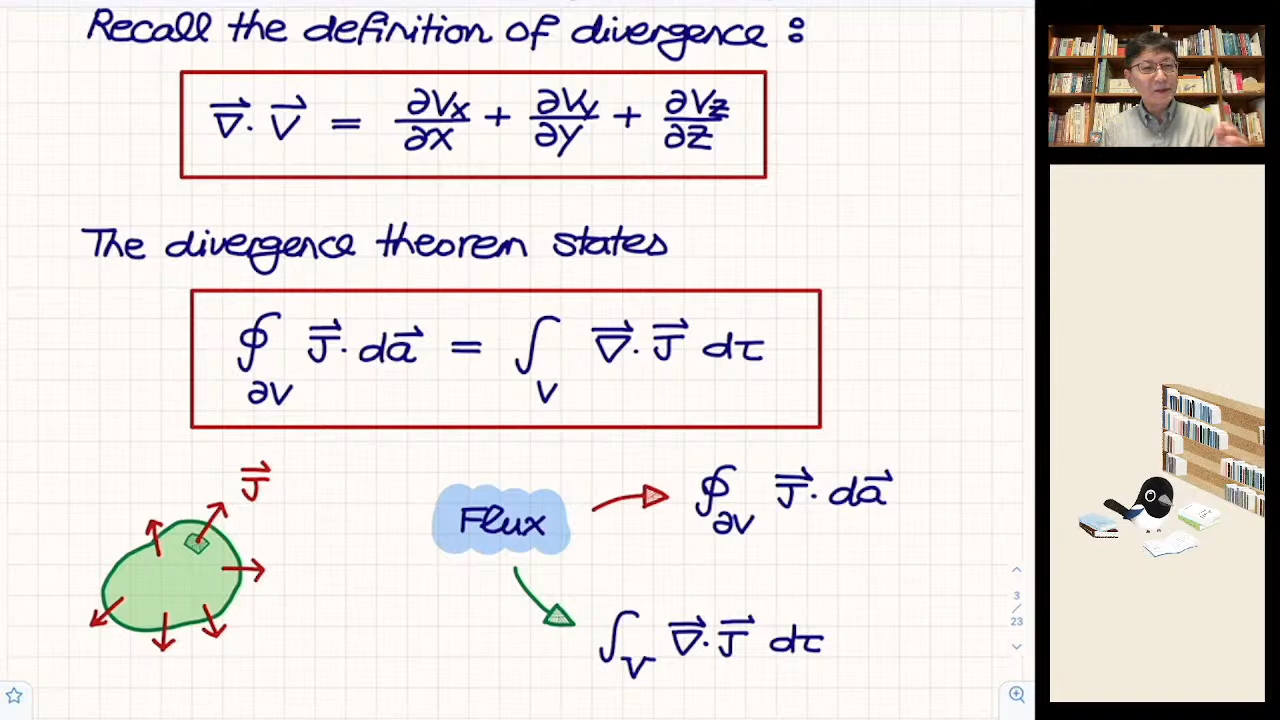 Recall the definition of divergence :
∇⃗ · V⃗ = ∂Vx/∂x + ∂Vy/∂y + ∂Vz/∂z
The divergence theorem states
∮∂V J⃗ · da⃗ = ∫V ∇⃗ · J⃗ dτ
J⃗
Flux
∮∂V J⃗ · da⃗
∫V ∇⃗ · J⃗ dτ
3
/
23